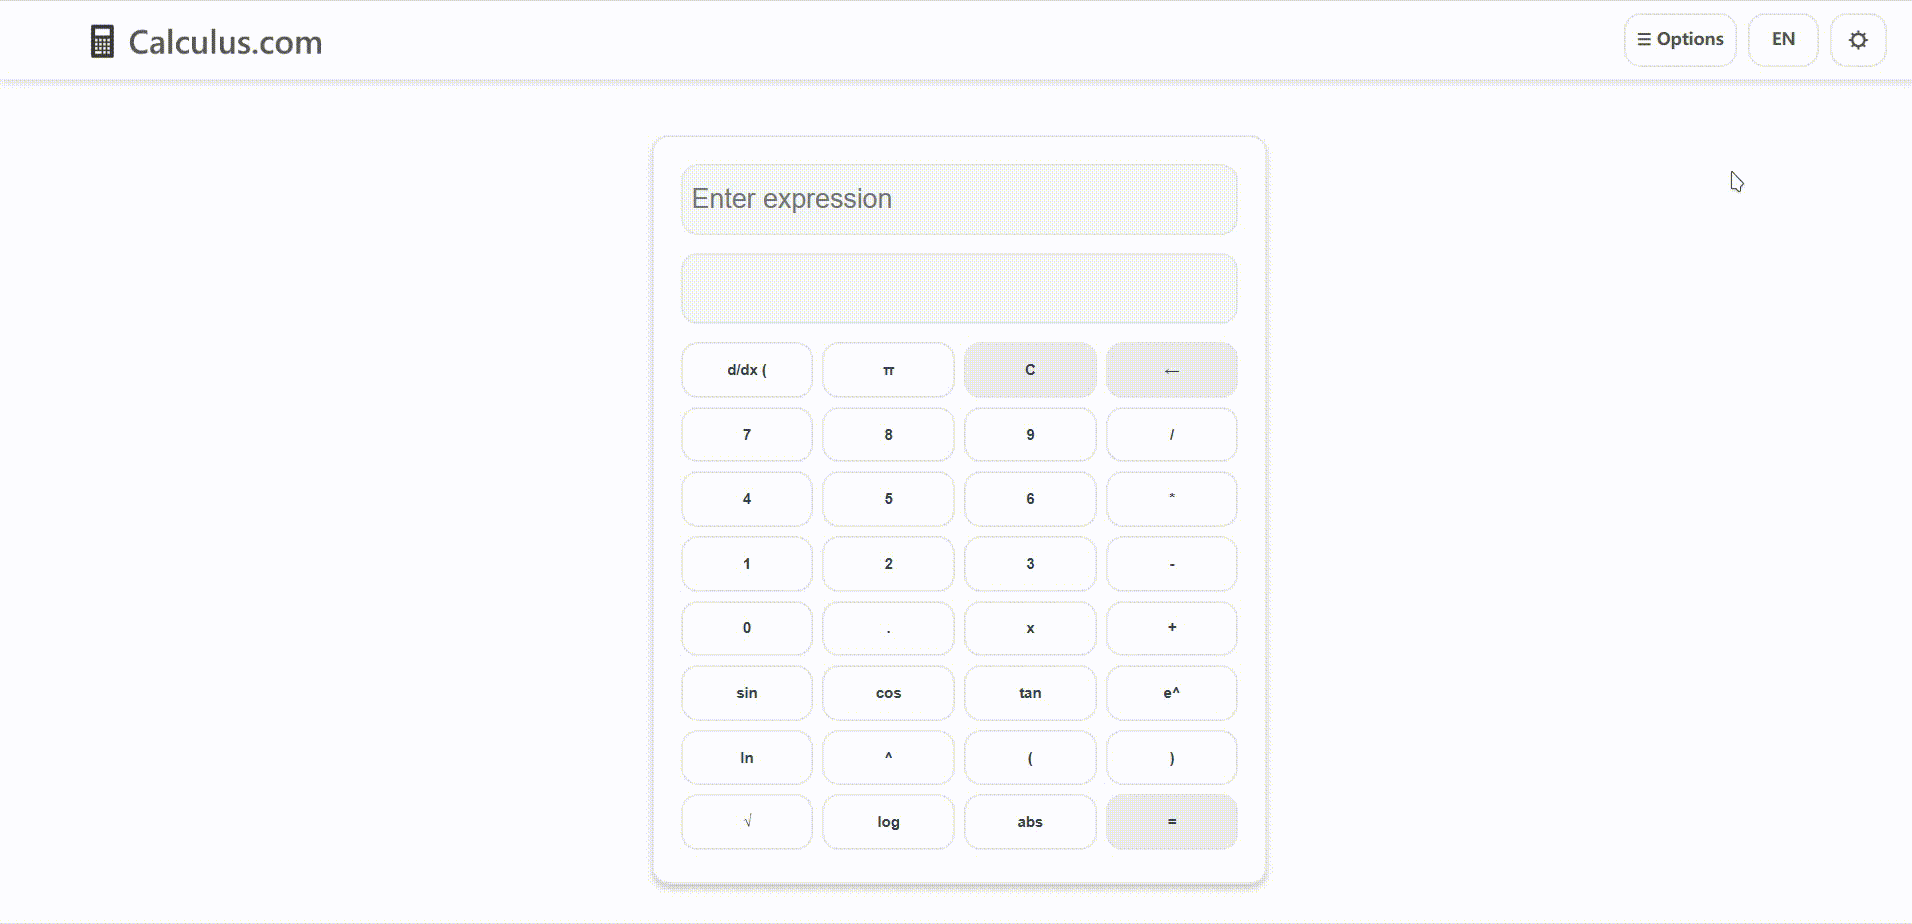 Calculus.com
☰ Options EN
Enter expression
d/dx ( π C ←
7 8 9 /
4 5 6 *
1 2 3 -
0 . x +
sin cos tan e^
ln ^ ( )
√ log abs =